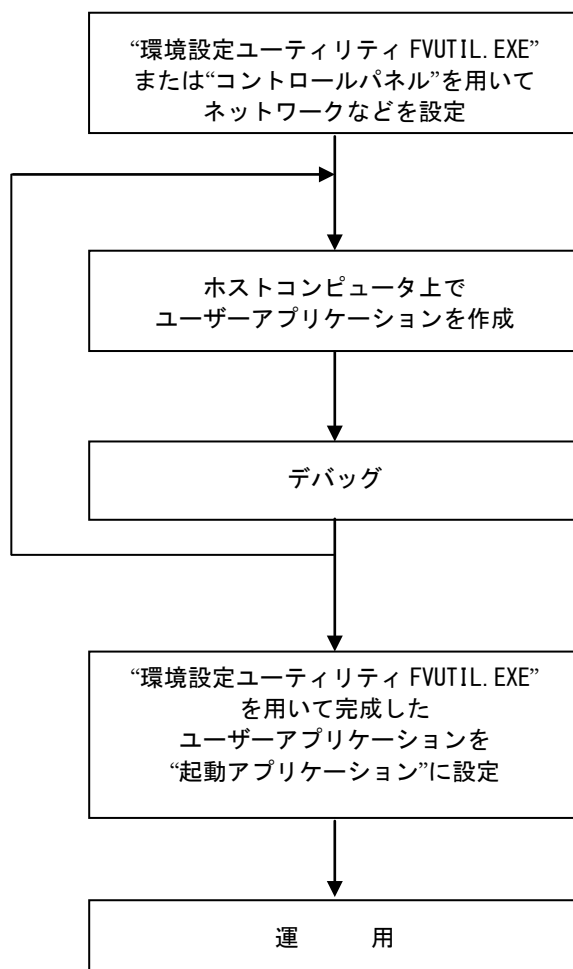 “環境設定ユーティリティ FVUTIL.EXE”
または“コントロールパネル”を用いて
ネットワークなどを設定
ホストコンピュータ上で
ユーザーアプリケーションを作成
デバッグ
“環境設定ユーティリティ FVUTIL.EXE”
を用いて完成した
ユーザーアプリケーションを
“起動アプリケーション”に設定
運　　用